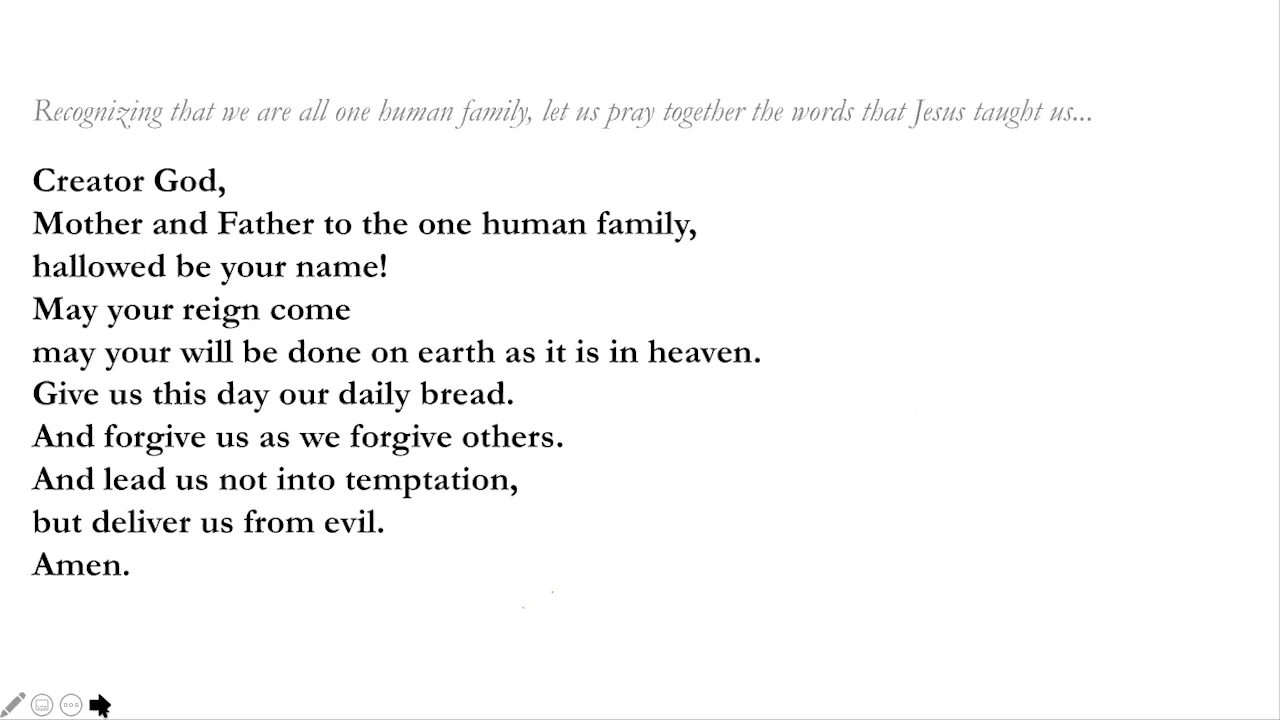 Recognizing that we are all one human family, let us pray together the words that Jesus taught us...
Creator God,
Mother and Father to the one human family,
hallowed be your name!
May your reign come
may your will be done on earth as it is in heaven.
Give us this day our daily bread.
And forgive us as we forgive others.
And lead us not into temptation,
but deliver us from evil.
Amen.